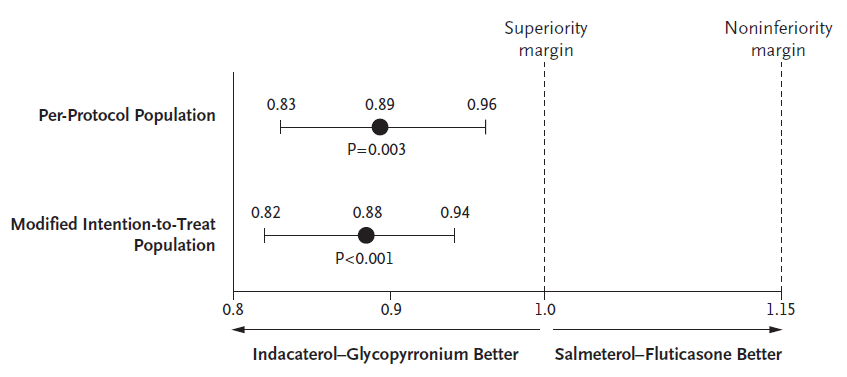 Superiority
margin
Noninferiority
margin
Per-Protocol Population
0.83 0.89 0.96
P=0.003
Modified Intention-to-Treat
Population
0.82 0.88 0.94
P<0.001
0.8 0.9 1.0 1.15
Indacaterol–Glycopyrronium Better
Salmeterol–Fluticasone Better